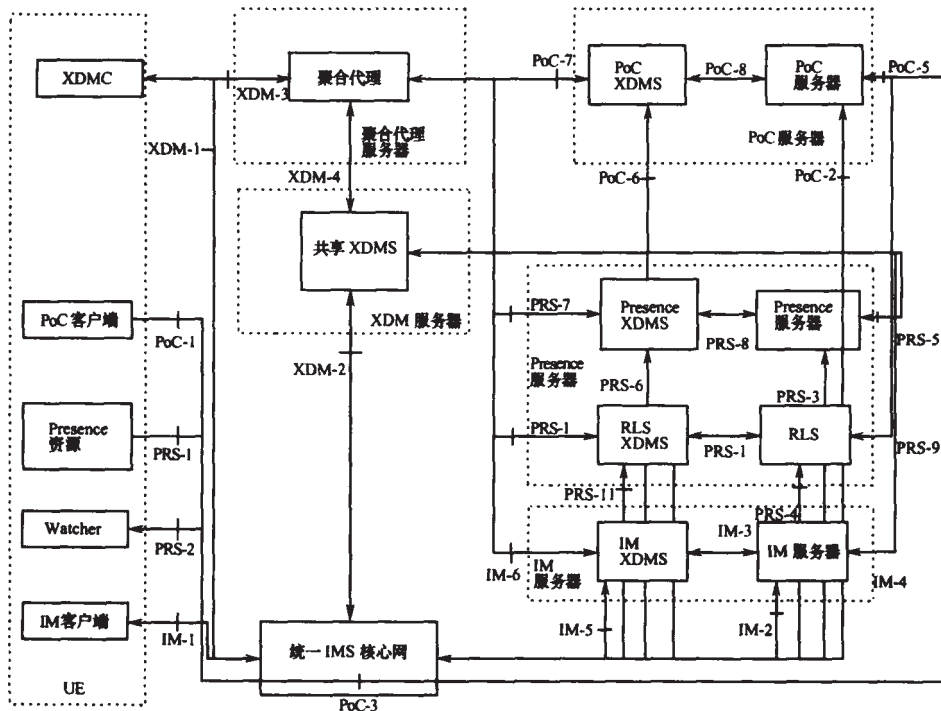 XDMC
XDM-3
聚合代理
PoC-7
PoC
XDMS
PoC-8
PoC
服务器
PoC-5
聚合代理
服务器
PoC 服务器
XDM-1
XDM-4
PoC-6
PoC-2
共享 XDMS
XDM 服务器
PoC 客户端
PoC-1
XDM-2
PRS-7
Presence
XDMS
PRS-8
Presence
服务器
PRS-5
Presence
服务器
PRS-6
PRS-3
Presence
资源
PRS-1
PRS-1
RLS
XDMS
PRS-1
RLS
PRS-9
PRS-11
PRS-4
Watcher
PRS-2
IM-6
IM
服务器
IM
XDMS
IM-3
IM 服务器
IM-4
IM 客户端
IM-1
IM-5
IM-2
统一 IMS 核心网
UE
PoC-3